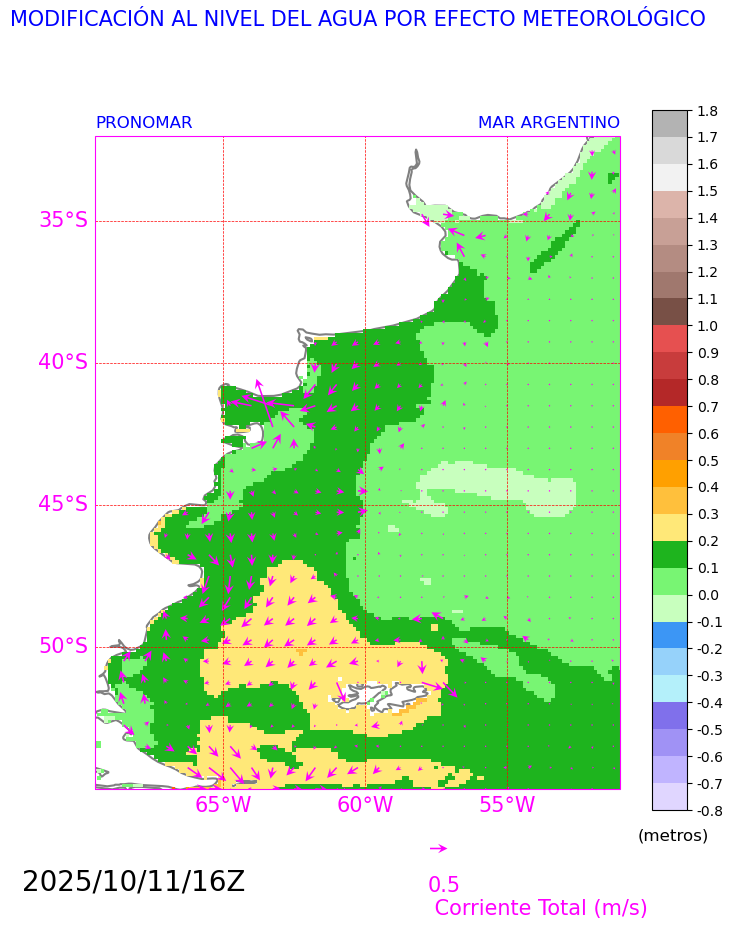 MODIFICACIÓN AL NIVEL DEL AGUA POR EFECTO METEOROLÓGICO
PRONOMAR
MAR ARGENTINO
35°S
40°S
45°S
50°S
65°W
60°W
55°W
1.8
1.7
1.6
1.5
1.4
1.3
1.2
1.1
1.0
0.9
0.8
0.7
0.6
0.5
0.4
0.3
0.2
0.1
0.0
-0.1
-0.2
-0.3
-0.4
-0.5
-0.6
-0.7
-0.8
(metros)
2025/10/11/16Z
0.5
Corriente Total (m/s)